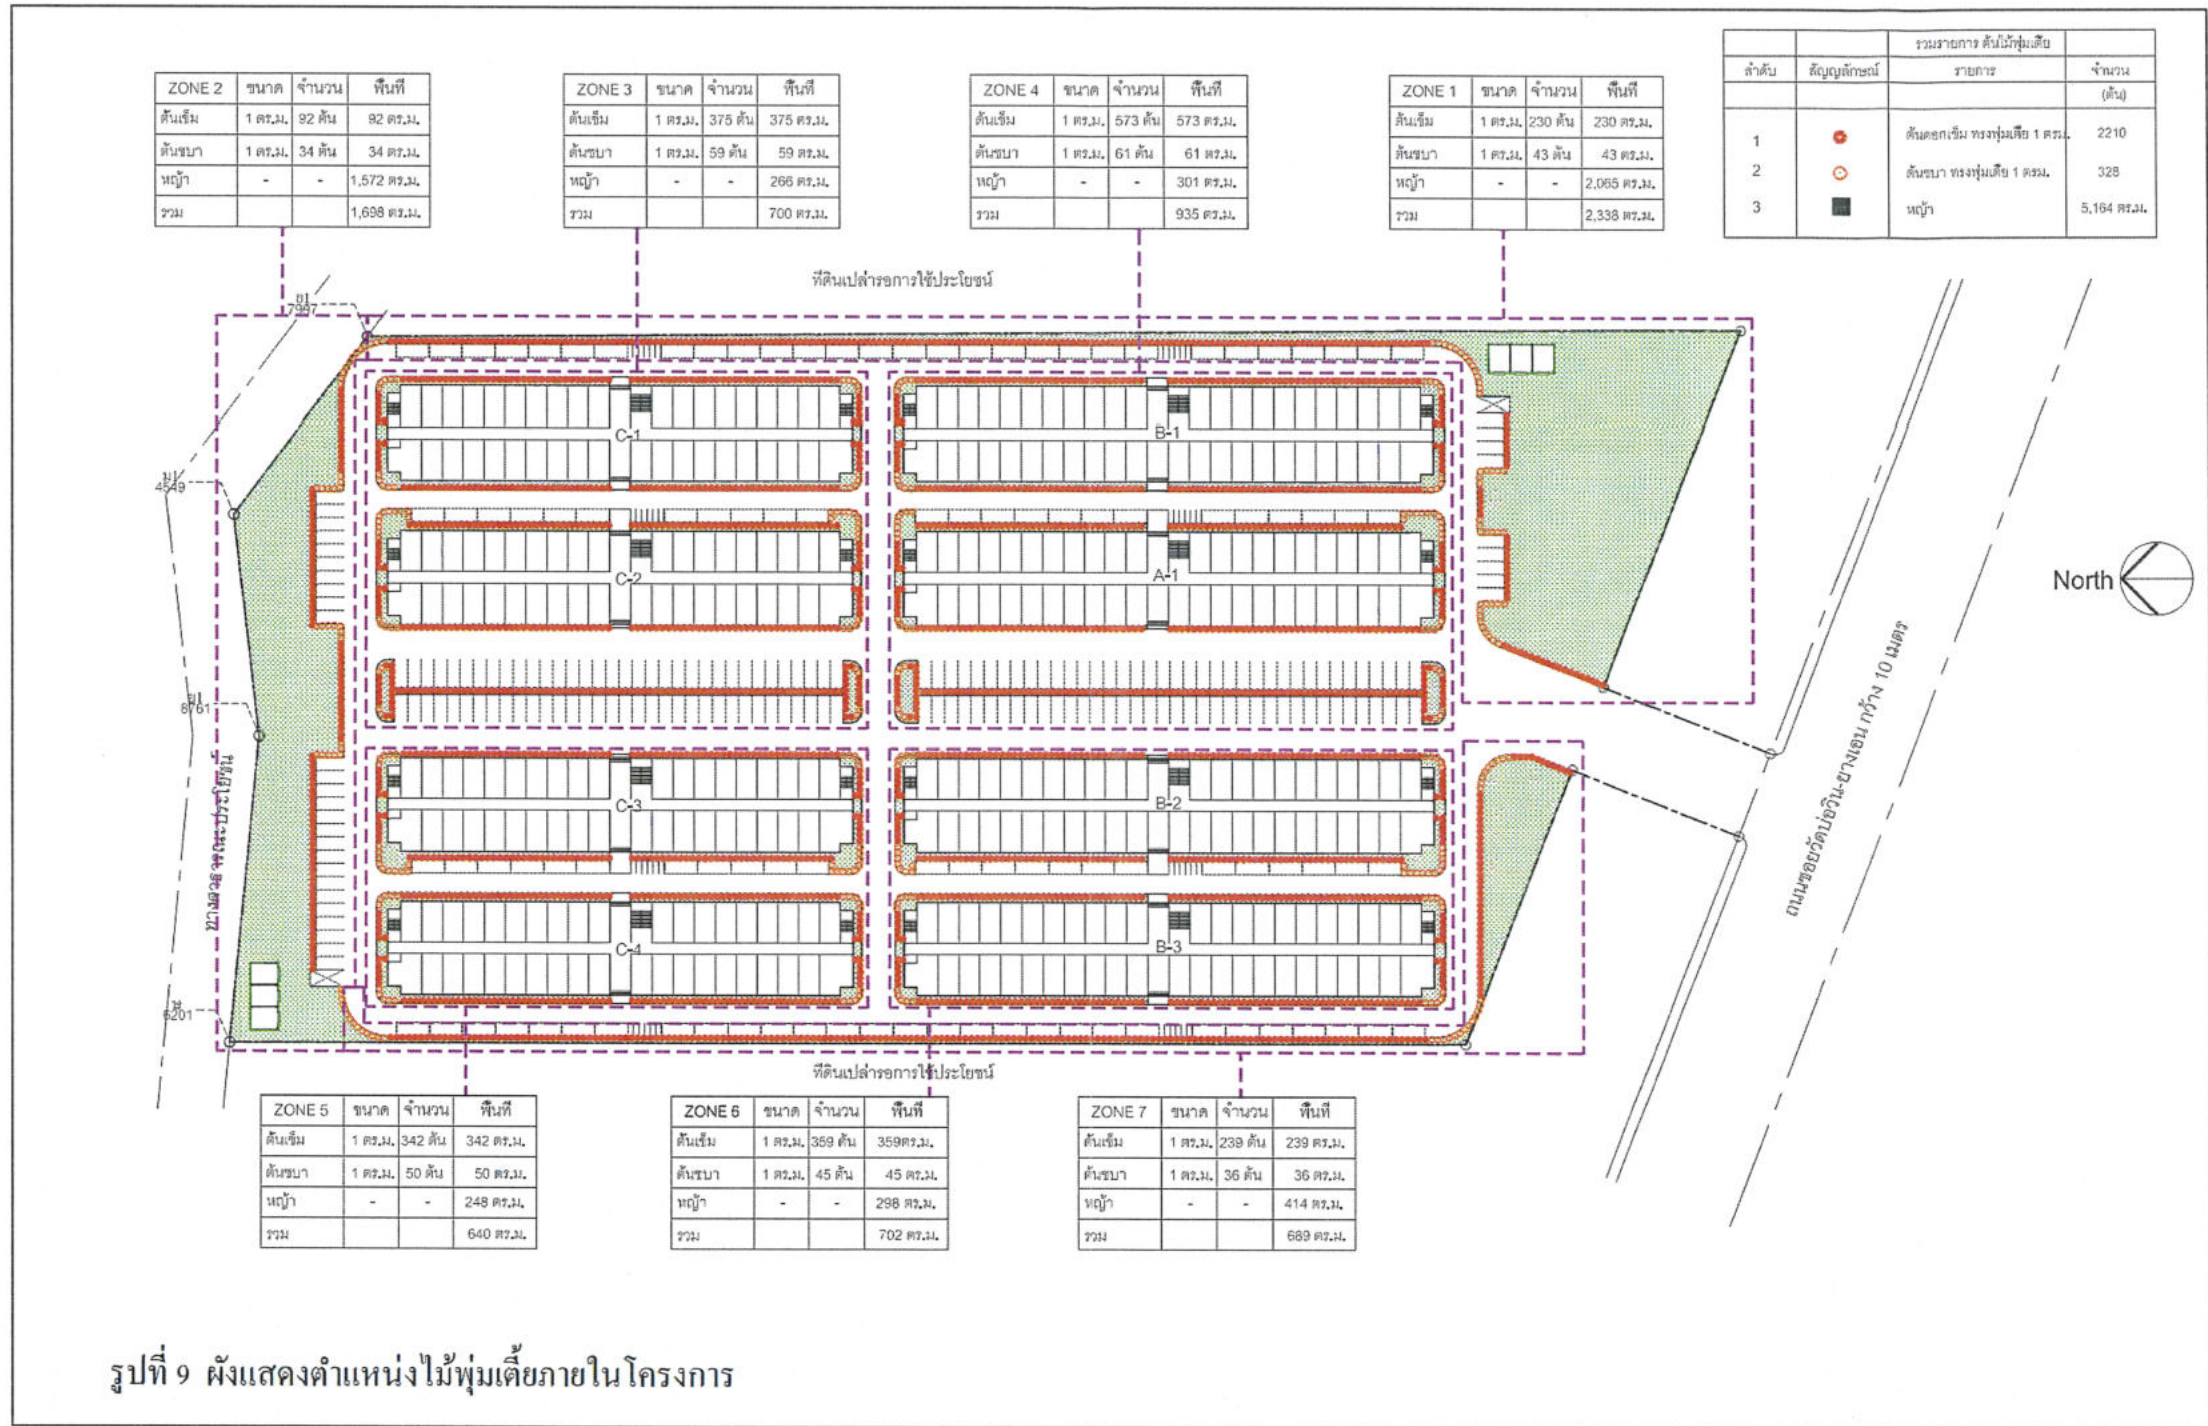 รวมรายการ ต้นไม้พุ่มเตี้ย
ลำดับ สัญญลักษณ์ รายการ จำนวน
(ต้น)
1 ต้นดอกเข็ม ทรงพุ่มเตี้ย 1 ตรม. 2210
2 ต้นชบา ทรงพุ่มเตี้ย 1 ตรม. 328
3 หญ้า 5,164 ตร.ม.
ZONE 2 ขนาด จำนวน พื้นที่
ต้นเข็ม 1 ตร.ม. 92 ต้น 92 ตร.ม.
ต้นชบา 1 ตร.ม. 34 ต้น 34 ตร.ม.
หญ้า - - 1,572 ตร.ม.
รวม 1,698 ตร.ม.
ZONE 3 ขนาด จำนวน พื้นที่
ต้นเข็ม 1 ตร.ม. 375 ต้น 375 ตร.ม.
ต้นชบา 1 ตร.ม. 59 ต้น 59 ตร.ม.
หญ้า - - 266 ตร.ม.
รวม 700 ตร.ม.
ZONE 4 ขนาด จำนวน พื้นที่
ต้นเข็ม 1 ตร.ม. 573 ต้น 573 ตร.ม.
ต้นชบา 1 ตร.ม. 61 ต้น 61 ตร.ม.
หญ้า - - 301 ตร.ม.
รวม 935 ตร.ม.
ZONE 1 ขนาด จำนวน พื้นที่
ต้นเข็ม 1 ตร.ม. 230 ต้น 230 ตร.ม.
ต้นชบา 1 ตร.ม. 43 ต้น 43 ตร.ม.
หญ้า - - 2,065 ตร.ม.
รวม 2,338 ตร.ม.
ที่ดินเปล่ารอการใช้ประโยชน์
7997
4649
8761
6201
C-1
B-1
C-2
A-1
C-3
B-2
C-4
B-3
North
ทางสาธารณะประโยชน์
ถนนซอยวัดบ่อวิน-ยางเอน กว้าง 10 เมตร
ที่ดินเปล่ารอการใช้ประโยชน์
ZONE 5 ขนาด จำนวน พื้นที่
ต้นเข็ม 1 ตร.ม. 342 ต้น 342 ตร.ม.
ต้นชบา 1 ตร.ม. 50 ต้น 50 ตร.ม.
หญ้า - - 248 ตร.ม.
รวม 640 ตร.ม.
ZONE 6 ขนาด จำนวน พื้นที่
ต้นเข็ม 1 ตร.ม. 359 ต้น 359ตร.ม.
ต้นชบา 1 ตร.ม. 45 ต้น 45 ตร.ม.
หญ้า - - 298 ตร.ม.
รวม 702 ตร.ม.
ZONE 7 ขนาด จำนวน พื้นที่
ต้นเข็ม 1 ตร.ม. 239 ต้น 239 ตร.ม.
ต้นชบา 1 ตร.ม. 36 ต้น 36 ตร.ม.
หญ้า - - 414 ตร.ม.
รวม 689 ตร.ม.
รูปที่ 9 ผังแสดงตำแหน่งไม้พุ่มเตี้ยภายในโครงการ